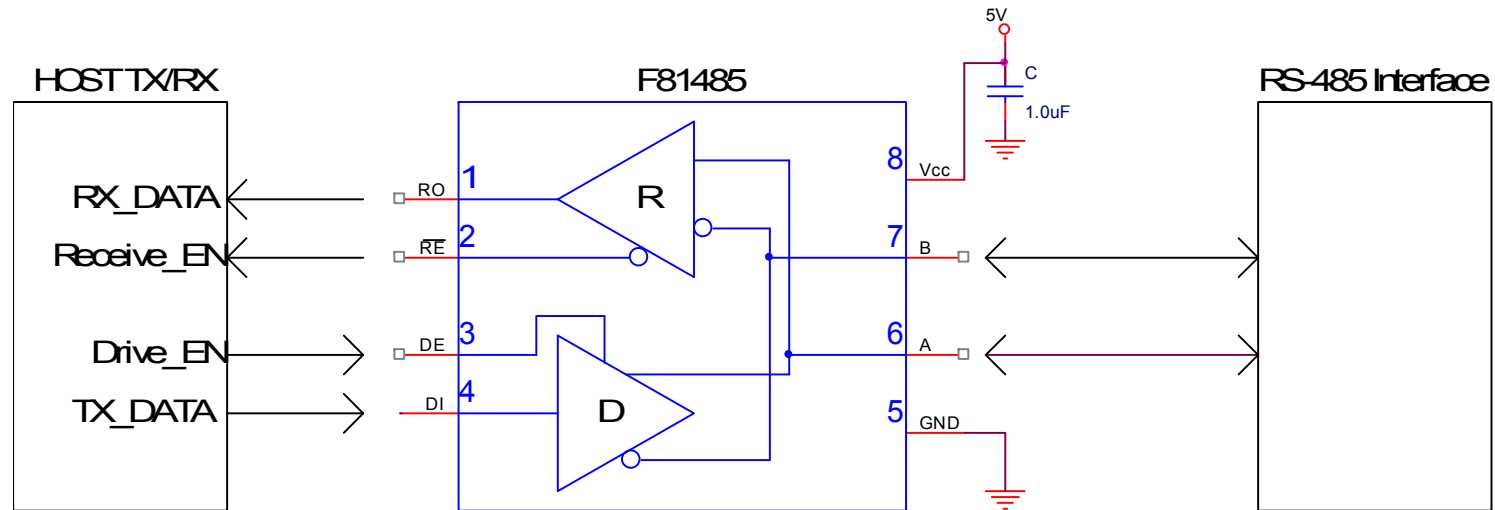 5V
HOST TX/RX
F81485
C
1.0uF
RS-485 Interface
RX_DATA
RO
1
R
8
Vcc
Receive_EN
RE
2
7
B
Drive_EN
DE
3
6
A
TX_DATA
DI
4
D
5
GND